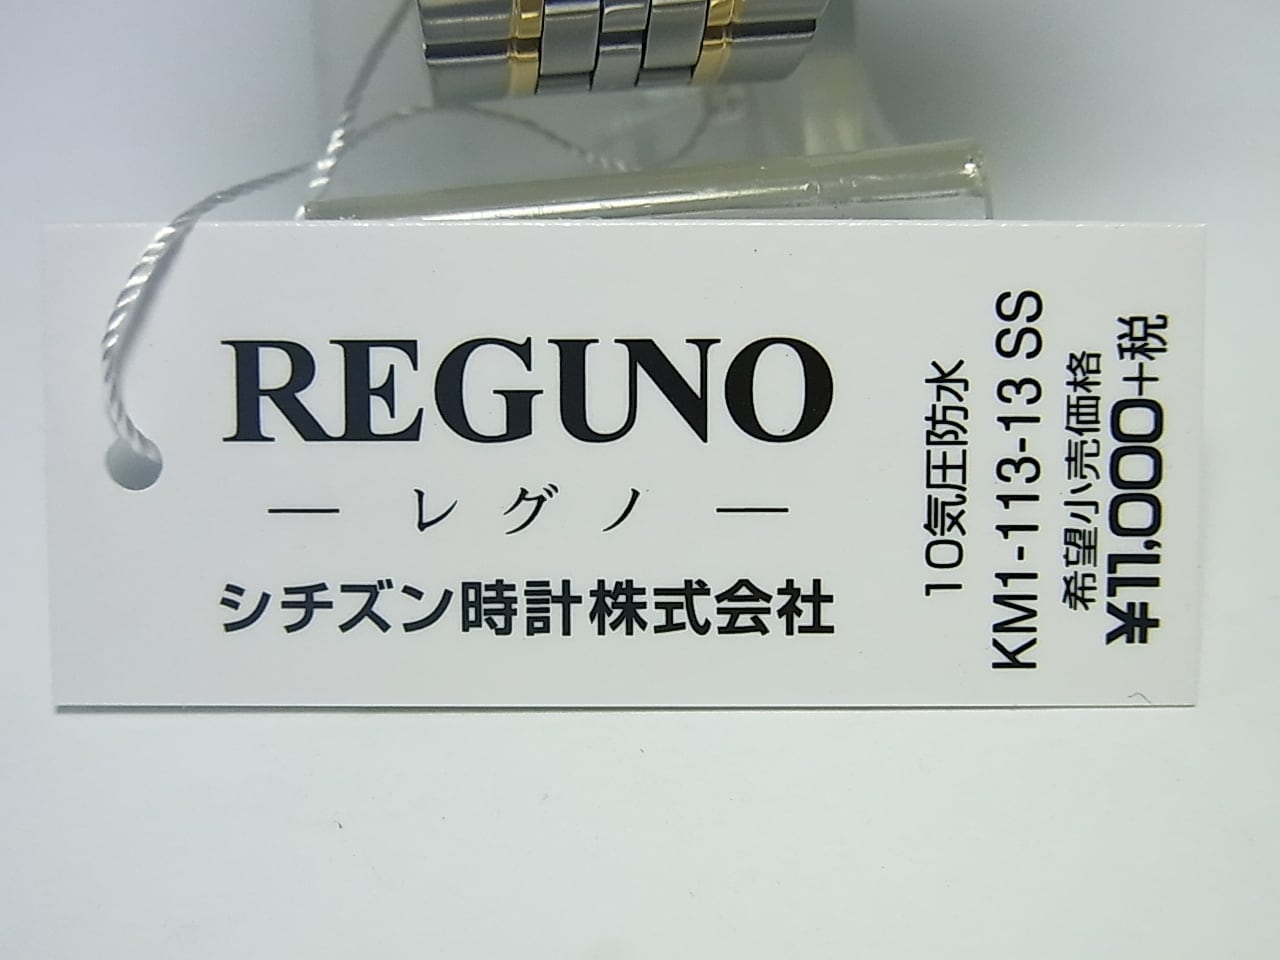 REGUNO
— レグノ —
シチズン時計株式会社
10気圧防水
KM1-113-13 SS
希望小売価格
¥11,000+税